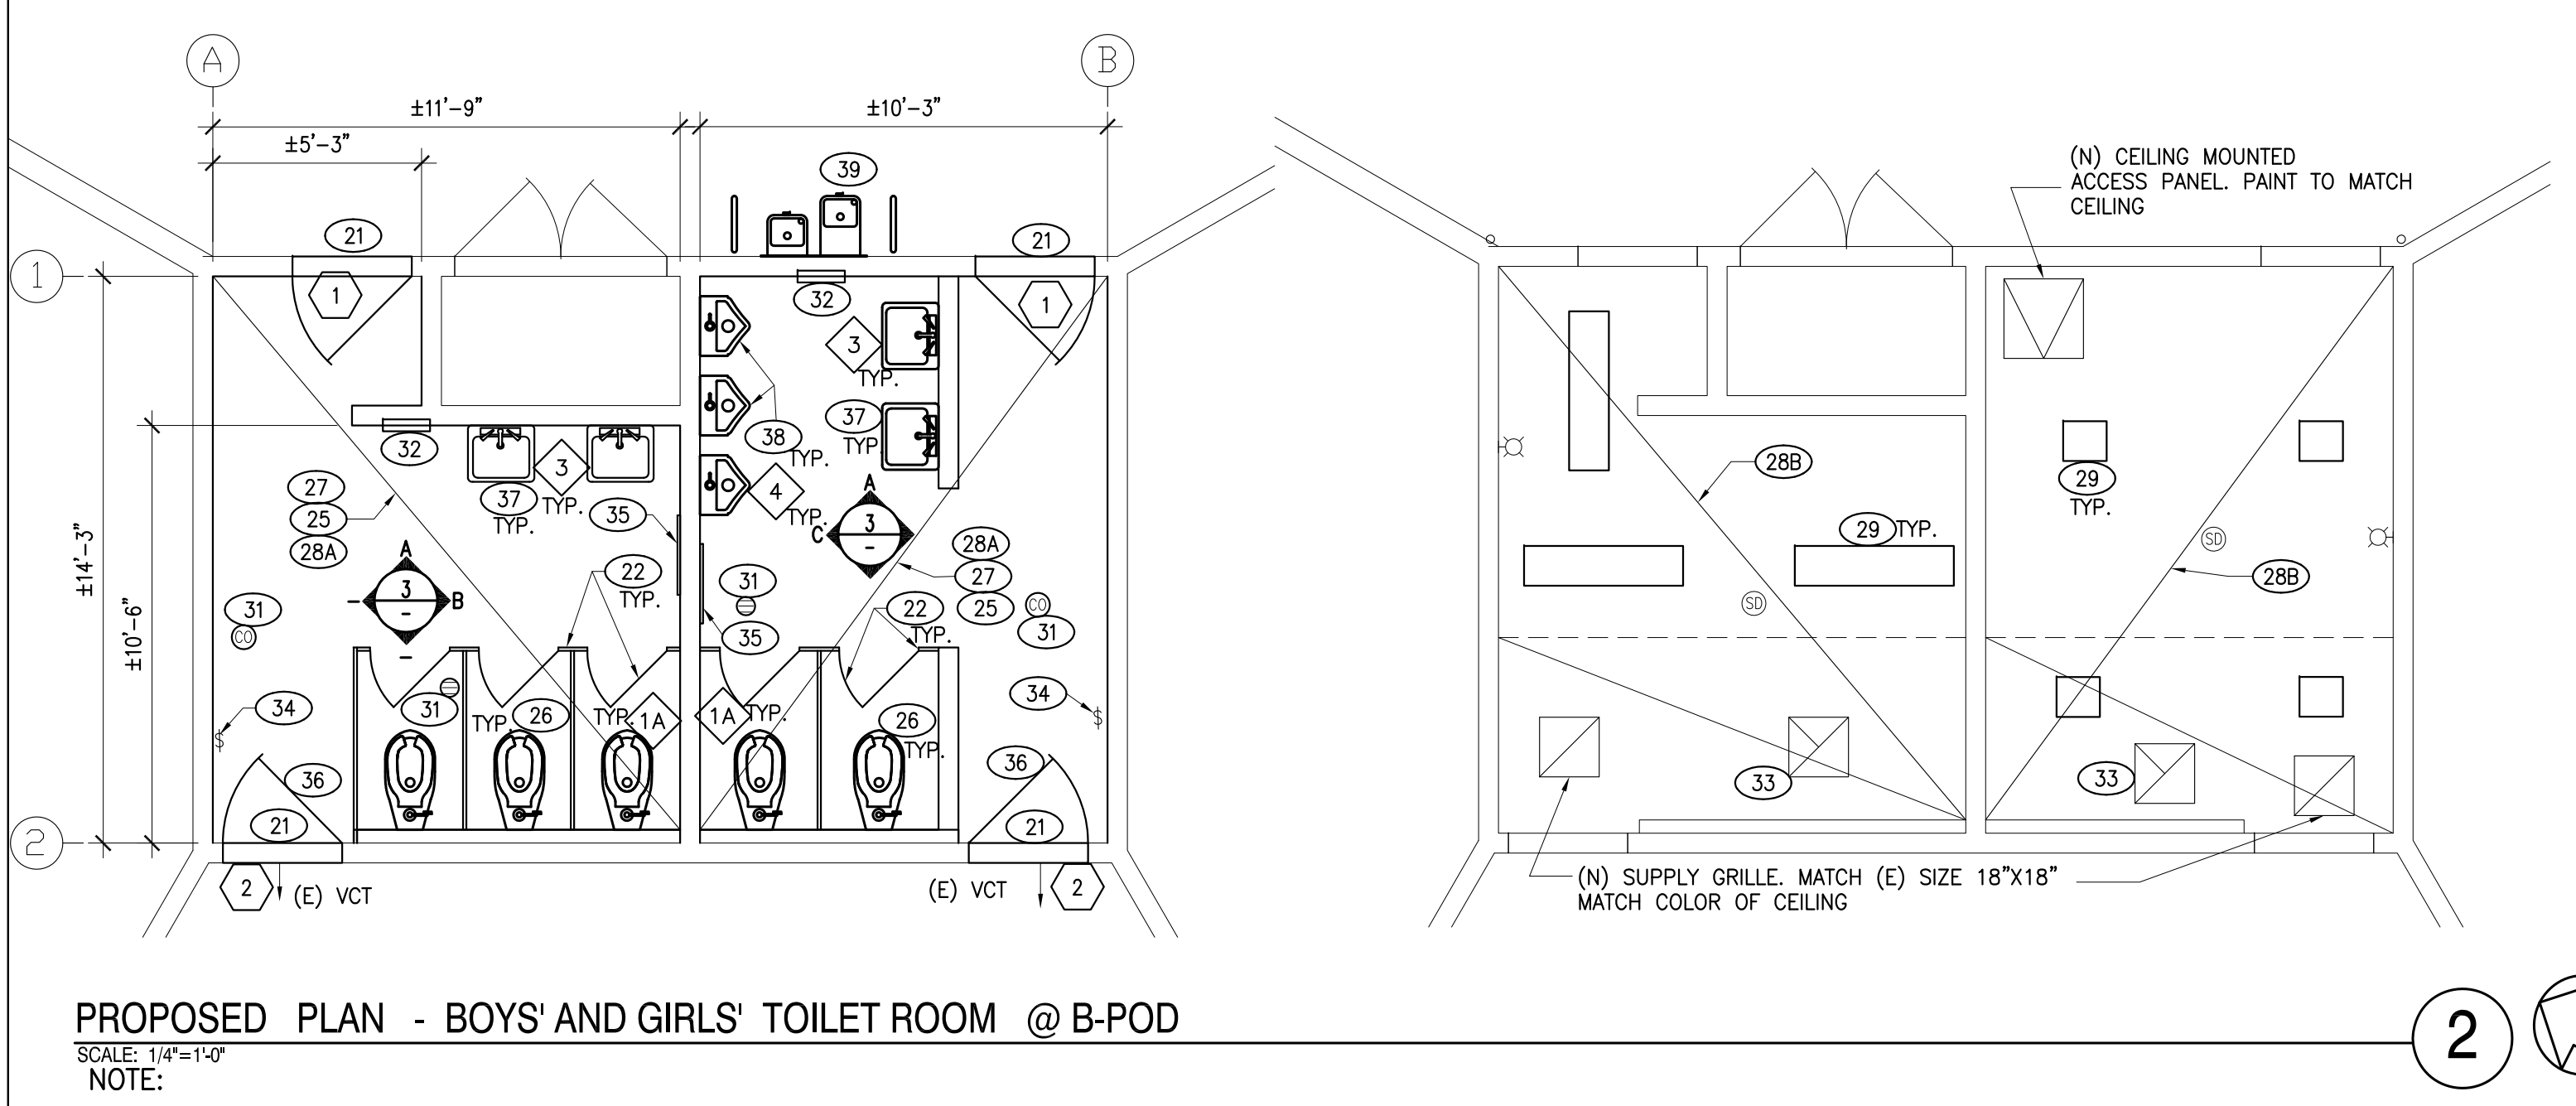 A
B
±11'-9"
±10'-3"
±5'-3"
39
21
21
1
1
1
32
3
TYP.
37
TYP.
38
TYP.
4
TYP.
32
3
TYP.
37
TYP.
35
27
25
28A
A
3
-
C
28A
27
25
A
3
-
B
-
-
22
TYP.
31
35
22
TYP.
31
CO
CO
31
±14'-3"
±10'-6"
34
$
31
TYP.
26
TYP.
1A
1A
TYP.
26
TYP.
34
$
36
36
21
21
2
2
(E) VCT
(E) VCT
2
(N) CEILING MOUNTED
ACCESS PANEL. PAINT TO MATCH
CEILING
28B
29
TYP.
29
TYP.
SD
SD
28B
33
33
(N) SUPPLY GRILLE. MATCH (E) SIZE 18"X18"
MATCH COLOR OF CEILING
PROPOSED PLAN - BOYS' AND GIRLS' TOILET ROOM @ B-POD
2
SCALE: 1/4"=1'-0"
NOTE: